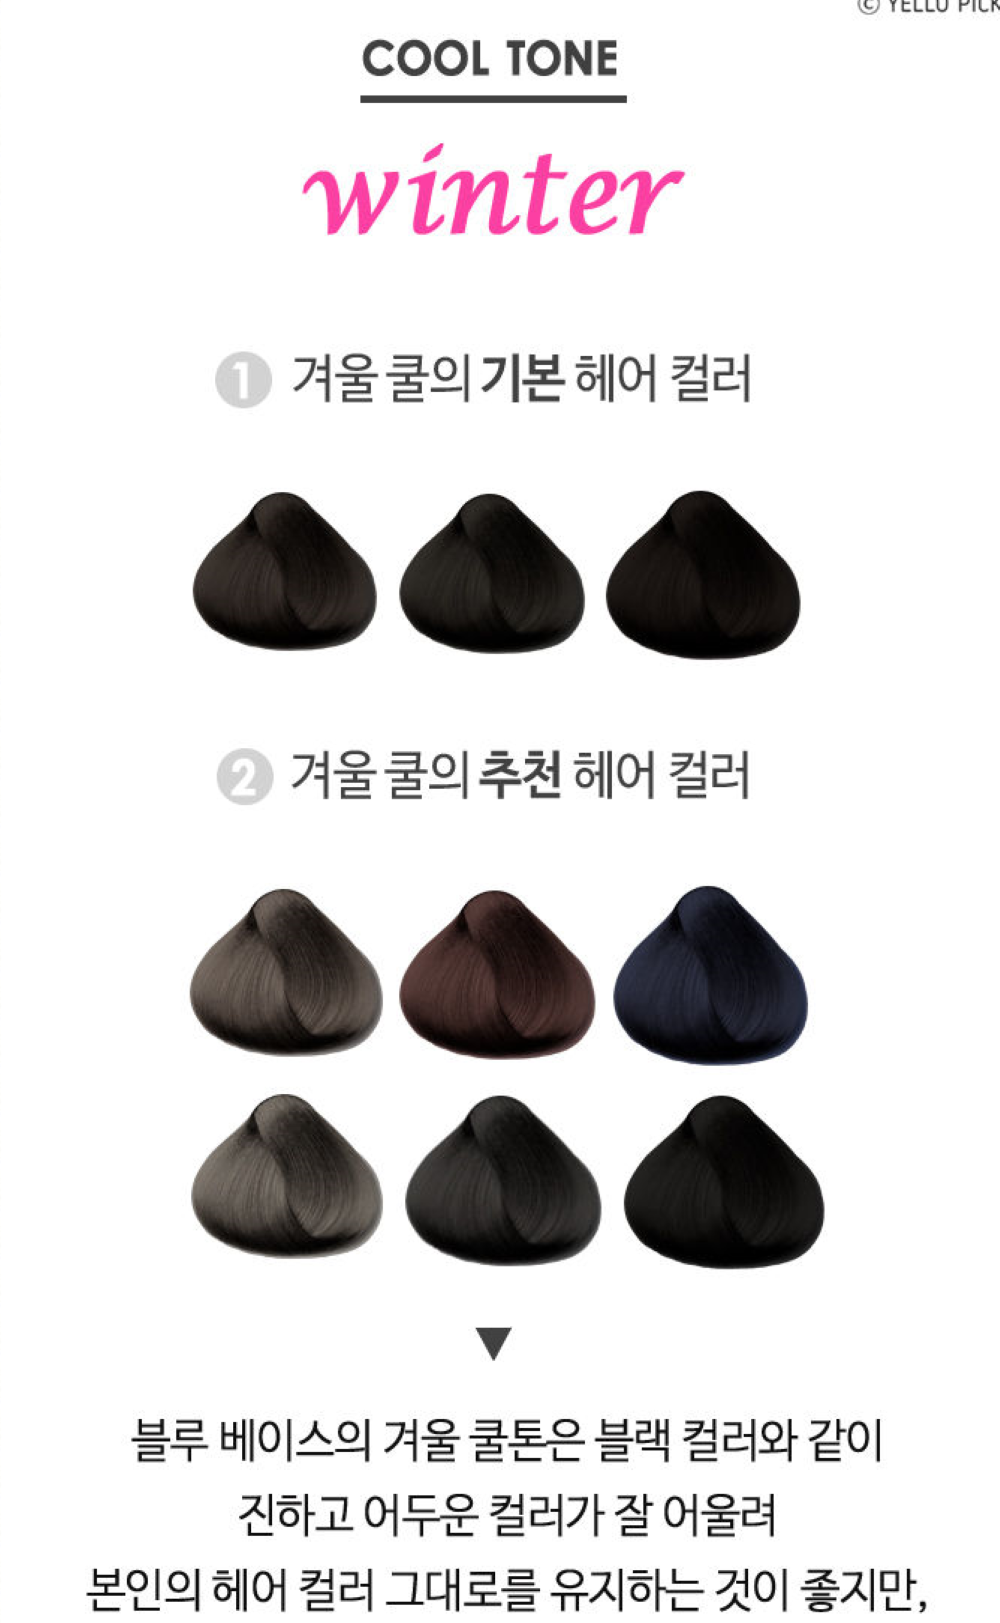 © YELLO PICK
COOL TONE
winter
1 겨울 쿨의 기본 헤어 컬러
2 겨울 쿨의 추천 헤어 컬러
▼
블루 베이스의 겨울 쿨톤은 블랙 컬러와 같이
진하고 어두운 컬러가 잘 어울려
본인의 헤어 컬러 그대로를 유지하는 것이 좋지만,